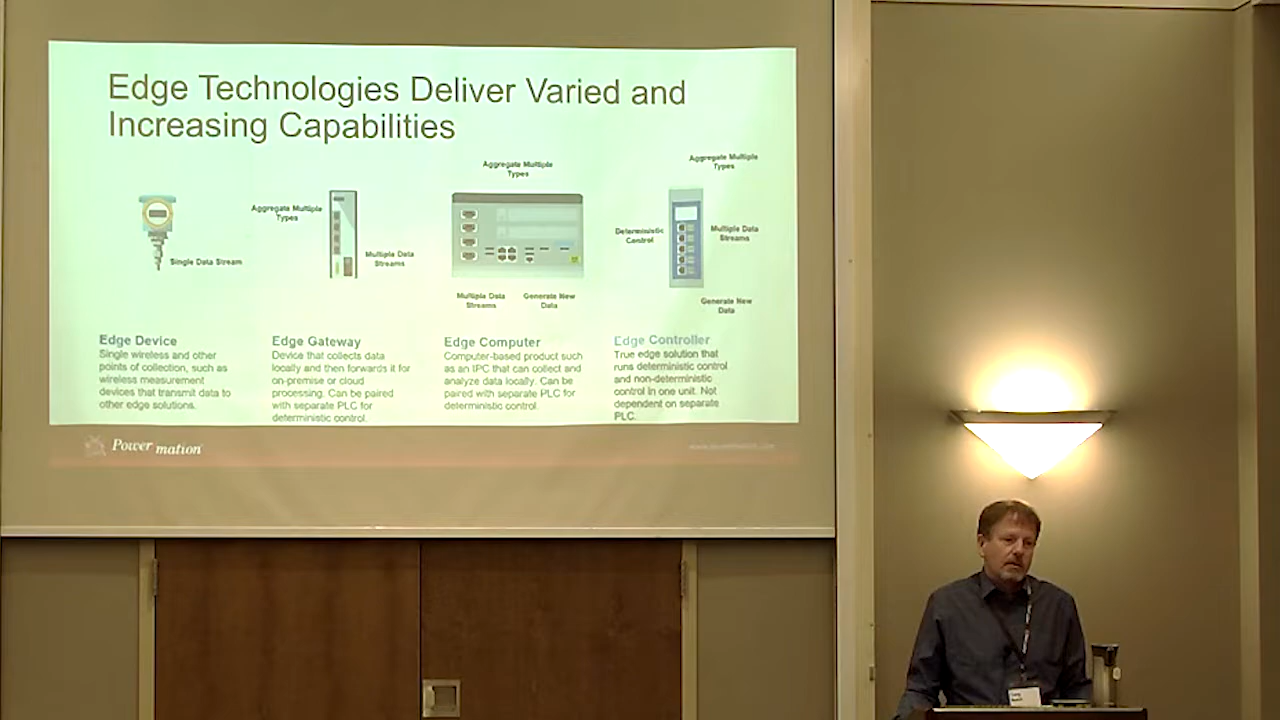 Edge Technologies Deliver Varied and
Increasing Capabilities
Single Data Stream
Aggregate Multiple
Types
Multiple Data
Streams
Aggregate Multiple
Types
Multiple Data
Streams
Generate New
Data
Aggregate Multiple
Types
Deterministic
Control
Multiple Data
Streams
Generate New
Data
Edge Device
Single wireless and other
points of collection, such as
wireless measurement
devices that transmit data to
other edge solutions.
Edge Gateway
Device that collects data
locally and then forwards it for
on-premise or cloud
processing. Can be paired
with separate PLC for
deterministic control.
Edge Computer
Computer-based product such
as an IPC that can collect and
analyze data locally. Can be
paired with separate PLC for
deterministic control.
Edge Controller
True edge solution that
runs deterministic control
and non-deterministic
control in one unit. Not
dependent on separate
PLC.
Power mation